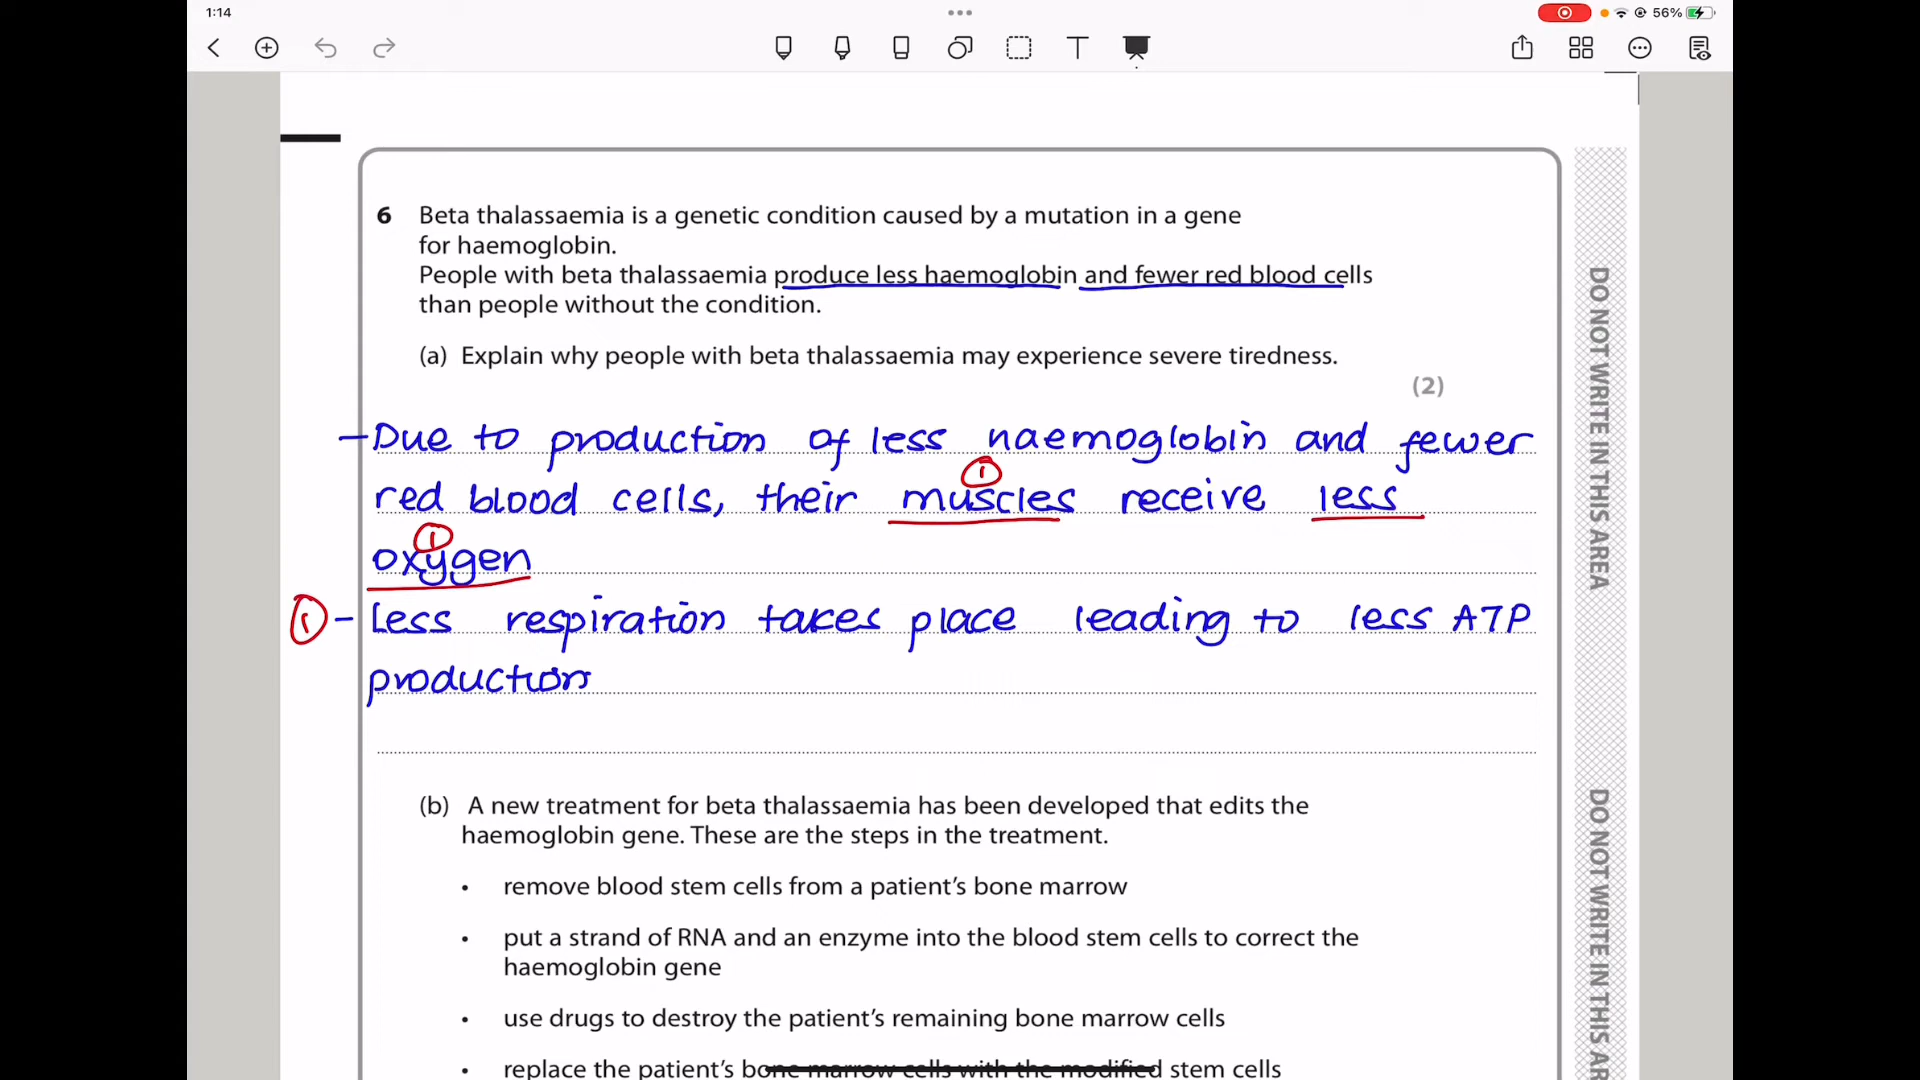 1:14
56%
6 Beta thalassaemia is a genetic condition caused by a mutation in a gene
for haemoglobin.
People with beta thalassaemia produce less haemoglobin and fewer red blood cells
than people without the condition.
(a) Explain why people with beta thalassaemia may experience severe tiredness.
(2)
- Due to production of less haemoglobin and fewer
1
red blood cells, their muscles receive less
1
oxygen
1 - Less respiration takes place leading to less ATP
production
(b) A new treatment for beta thalassaemia has been developed that edits the
haemoglobin gene. These are the steps in the treatment.
• remove blood stem cells from a patient's bone marrow
• put a strand of RNA and an enzyme into the blood stem cells to correct the
haemoglobin gene
• use drugs to destroy the patient's remaining bone marrow cells
• replace the patient's bone marrow cells with the modified stem cells
DO NOT WRITE IN THIS AREA
DO NOT WRITE IN THIS AR